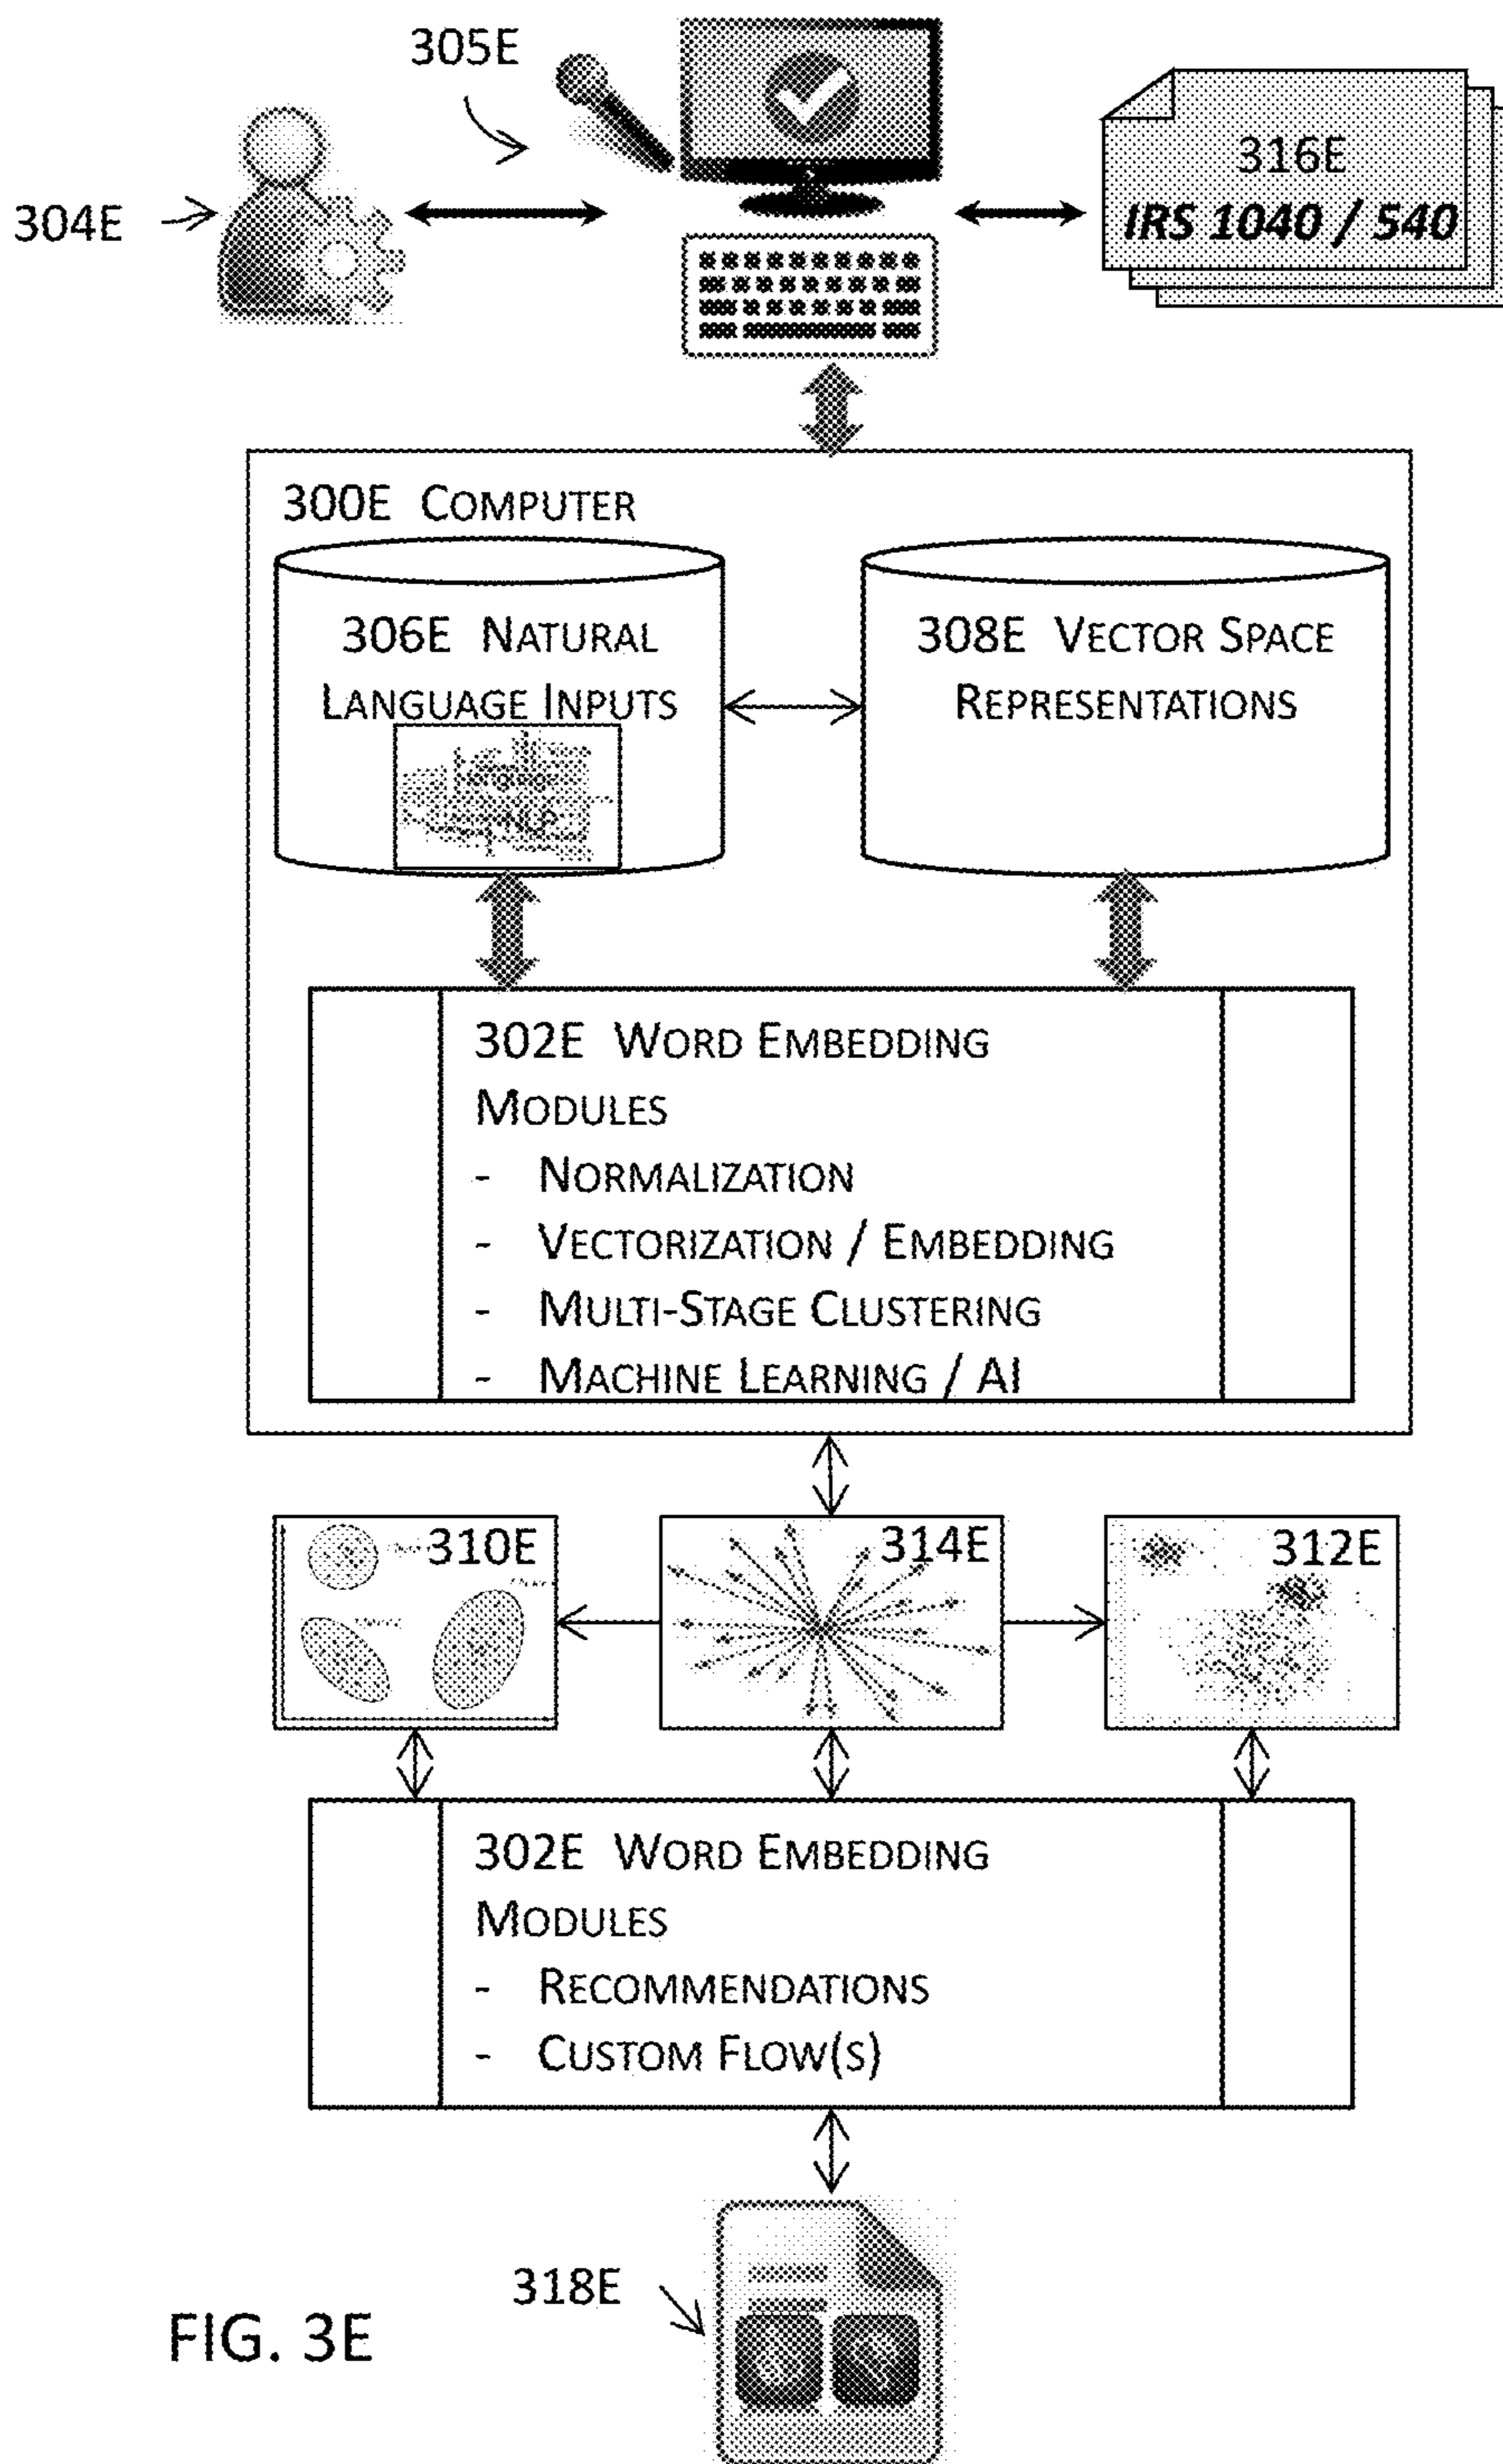 305E
304E
316E
IRS 1040 / 540
300E COMPUTER
306E NATURAL
LANGUAGE INPUTS
308E VECTOR SPACE
REPRESENTATIONS
302E WORD EMBEDDING
MODULES
- NORMALIZATION
- VECTORIZATION / EMBEDDING
- MULTI-STAGE CLUSTERING
- MACHINE LEARNING / AI
310E
314E
312E
302E WORD EMBEDDING
MODULES
- RECOMMENDATIONS
- CUSTOM FLOW(S)
318E
FIG. 3E